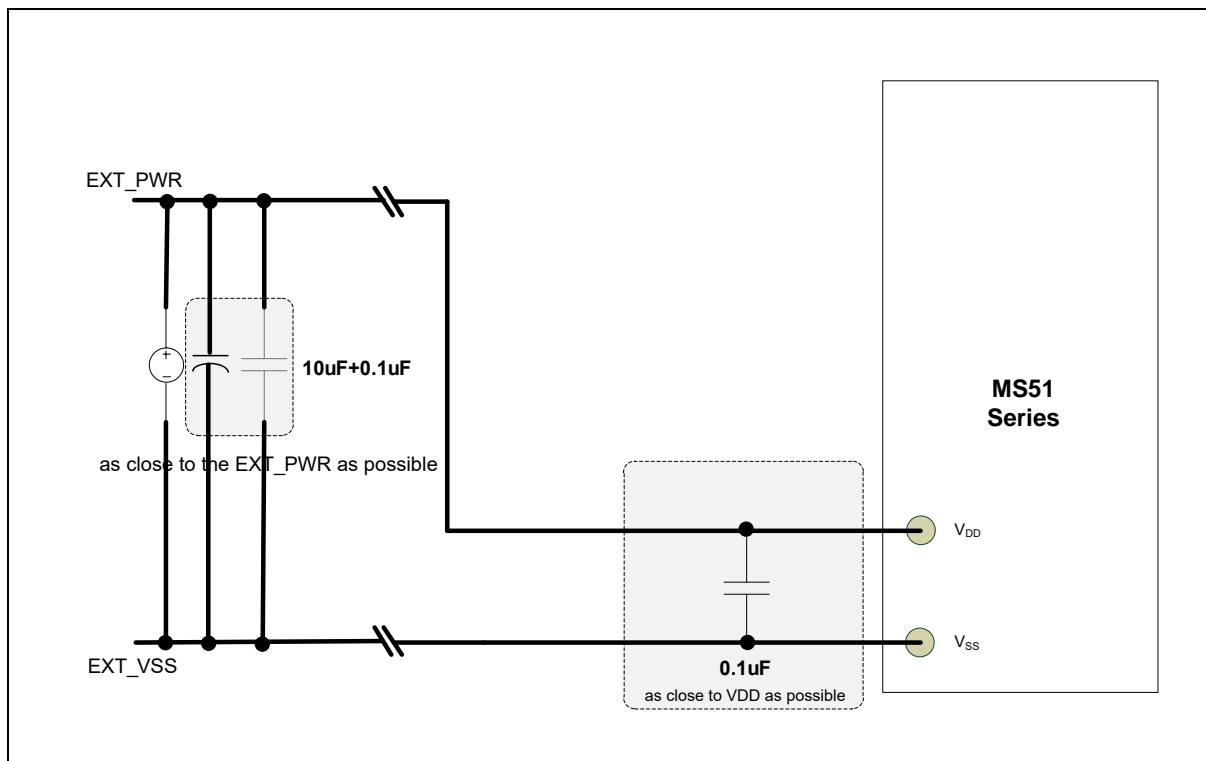 EXT_PWR
10uF+0.1uF
as close to the EXT_PWR as possible
EXT_VSS
0.1uF
as close to VDD as possible
MS51
Series
VDD
VSS